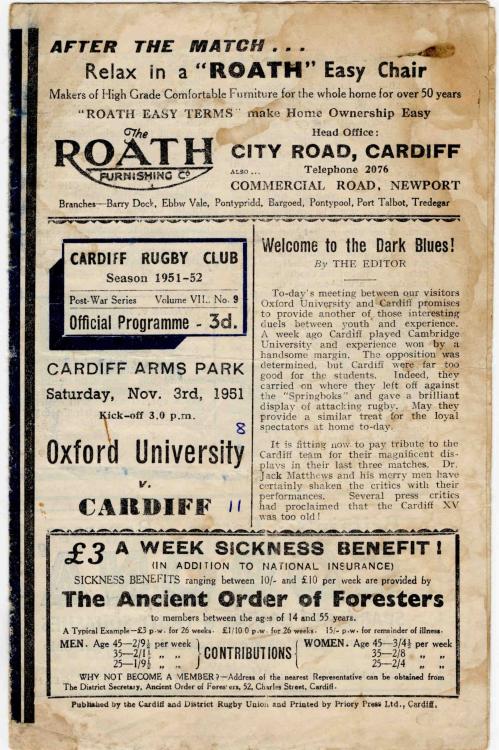 AFTER THE MATCH...
Relax in a "ROATH" Easy Chair
Makers of High Grade Comfortable Furniture for the whole home for over 50 years
"ROATH EASY TERMS" make Home Ownership Easy
The
ROATH
FURNISHING Co
Head Office:
CITY ROAD, CARDIFF
ALSO... Telephone 2076
COMMERCIAL ROAD, NEWPORT
Branches—Barry Dock, Ebbw Vale, Pontypridd, Bargoed, Pontypool, Port Talbot, Tredegar
CARDIFF RUGBY CLUB
Season 1951-52
Post-War Series Volume VII. No. 9
Official Programme - 3d.
CARDIFF ARMS PARK
Saturday, Nov. 3rd, 1951
Kick-off 3.0 p.m.
8
Oxford University
v.
CARDIFF 11
Welcome to the Dark Blues!
By THE EDITOR
To-day's meeting between our visitors
Oxford University and Cardiff promises
to provide another of those interesting
duels between youth and experience.
A week ago Cardiff played Cambridge
University and experience won by a
handsome margin. The opposition was
determined, but Cardiff were far too
good for the students. Indeed, they
carried on where they left off against
the "Springboks" and gave a brilliant
display of attacking rugby. May they
provide a similar treat for the loyal
spectators at home to-day.
It is fitting now to pay tribute to the
Cardiff team for their magnificent dis-
plays in their last three matches. Dr.
Jack Matthews and his merry men have
certainly shaken the critics with their
performances. Several press critics
had proclaimed that the Cardiff XV
was too old!
£3 A WEEK SICKNESS BENEFIT!
(IN ADDITION TO NATIONAL INSURANCE)
SICKNESS BENEFITS ranging between 10/- and £10 per week are provided by
The Ancient Order of Foresters
to members between the ages of 14 and 55 years.
A Typical Example—£3 p.w. for 26 weeks. £1/10/0 p.w. for 26 weeks. 15/- p.w. for remainder of illness.
MEN. Age 45—2/9½ per week
35—2/1½ „ „
25—1/9½ „ „
CONTRIBUTIONS
WOMEN. Age 45—3/4½ per week
35—2/8 „ „
25—2/4 „ „
WHY NOT BECOME A MEMBER?—Address of the nearest Representative can be obtained from
The District Secretary, Ancient Order of Foresters, 52, Charles Street, Cardiff.
Published by the Cardiff and District Rugby Union and Printed by Priory Press Ltd., Cardiff.